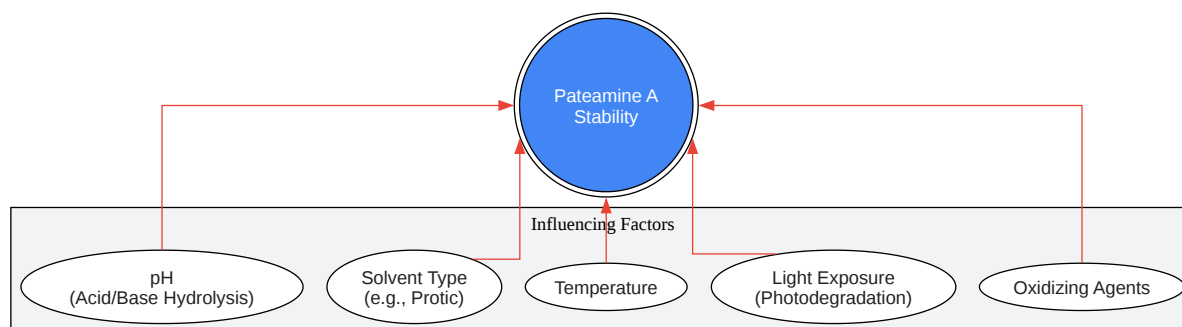 Pateamine A
Stability
Influencing Factors
pH
(Acid/Base Hydrolysis)
Solvent Type
(e.g., Protic)
Temperature
Light Exposure
(Photodegradation)
Oxidizing Agents